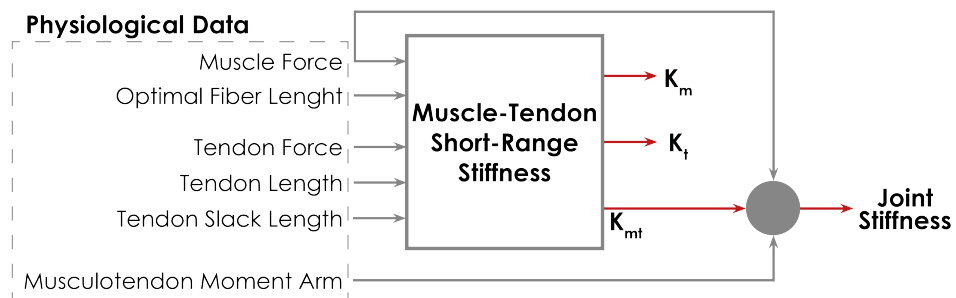 Physiological Data
Muscle Force
Optimal Fiber Lenght
Tendon Force
Tendon Length
Tendon Slack Length
Musculotendon Moment Arm
Muscle-Tendon
Short-Range
Stiffness
Km
Kt
Kmt
Joint
Stiffness